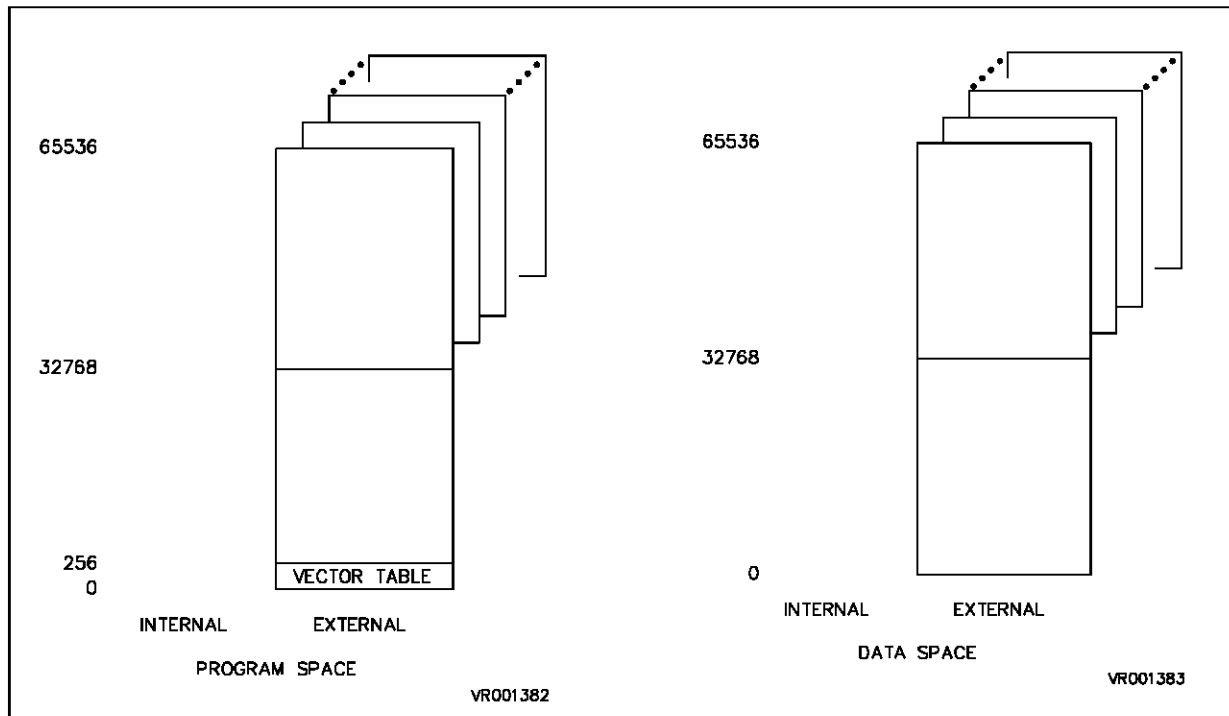 65536
32768
256
VECTOR TABLE
0
INTERNAL EXTERNAL
PROGRAM SPACE
VR001382
65536
32768
0
INTERNAL EXTERNAL
DATA SPACE
VR001383